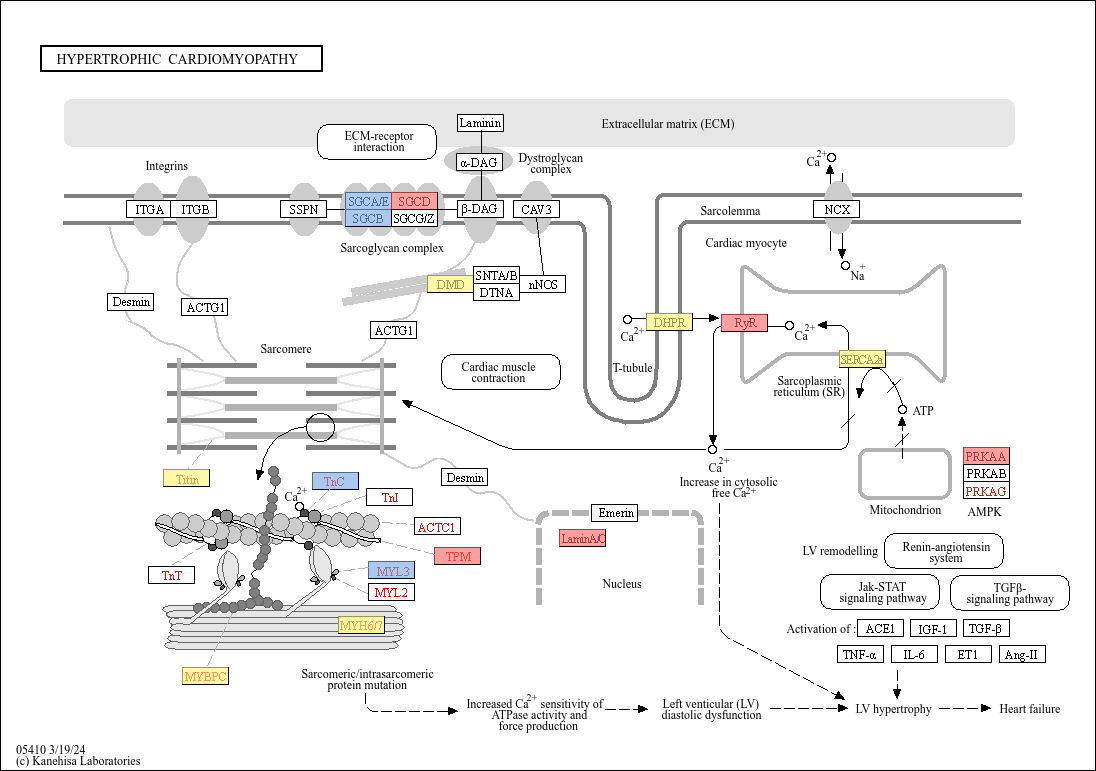 HYPERTROPHIC CARDIOMYOPATHY
Extracellular matrix (ECM)
Laminin
ECM-receptor
interaction
α-DAG
Dystroglycan
complex
Integrins
Ca2+
ITGA
ITGB
SSPN
SGCA/E
SGCD
SGCB
SGCG/Z
β-DAG
CAV3
Sarcolemma
NCX
Sarcoglycan complex
Cardiac myocyte
Na+
DMD
SNTA/B
DTNA
nNOS
Desmin
ACTG1
ACTG1
Ca2+
DHPR
RyR
Ca2+
Sarcomere
Cardiac muscle
contraction
T-tubule
SERCA2a
Sarcoplasmic
reticulum (SR)
ATP
Ca2+
Increase in cytosolic
free Ca2+
Mitochondrion
PRKAA
PRKAB
PRKAG
AMPK
Titin
TnC
Ca2+
TnI
ACTC1
TPM
TnT
MYL3
MYL2
MYH6/7
MYBPC
Desmin
Emerin
LaminA/C
Nucleus
LV remodelling
Renin-angiotensin
system
Jak-STAT
signaling pathway
TGFβ-
signaling pathway
Activation of :
ACE1
IGF-1
TGF-β
TNF-α
IL-6
ET1
Ang-II
Sarcomeric/intrasarcomeric
protein mutation
Increased Ca2+ sensitivity of
ATPase activity and
force production
Left venticular (LV)
diastolic dysfunction
LV hypertrophy
Heart failure
05410 3/19/24
(c) Kanehisa Laboratories